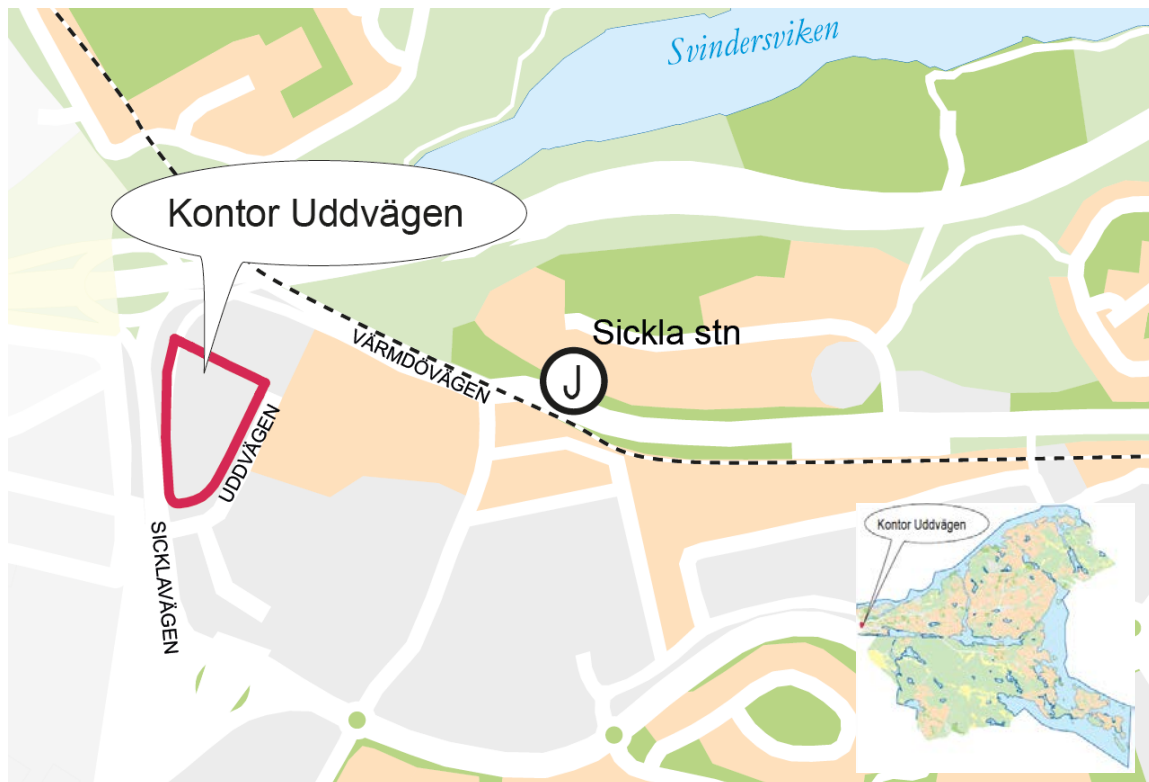 Svindersviken
Kontor Uddvägen
Sickla stn
VÄRMDÖVÄGEN
J
UDDVÄGEN
SICKLAVÄGEN
Kontor Uddvägen